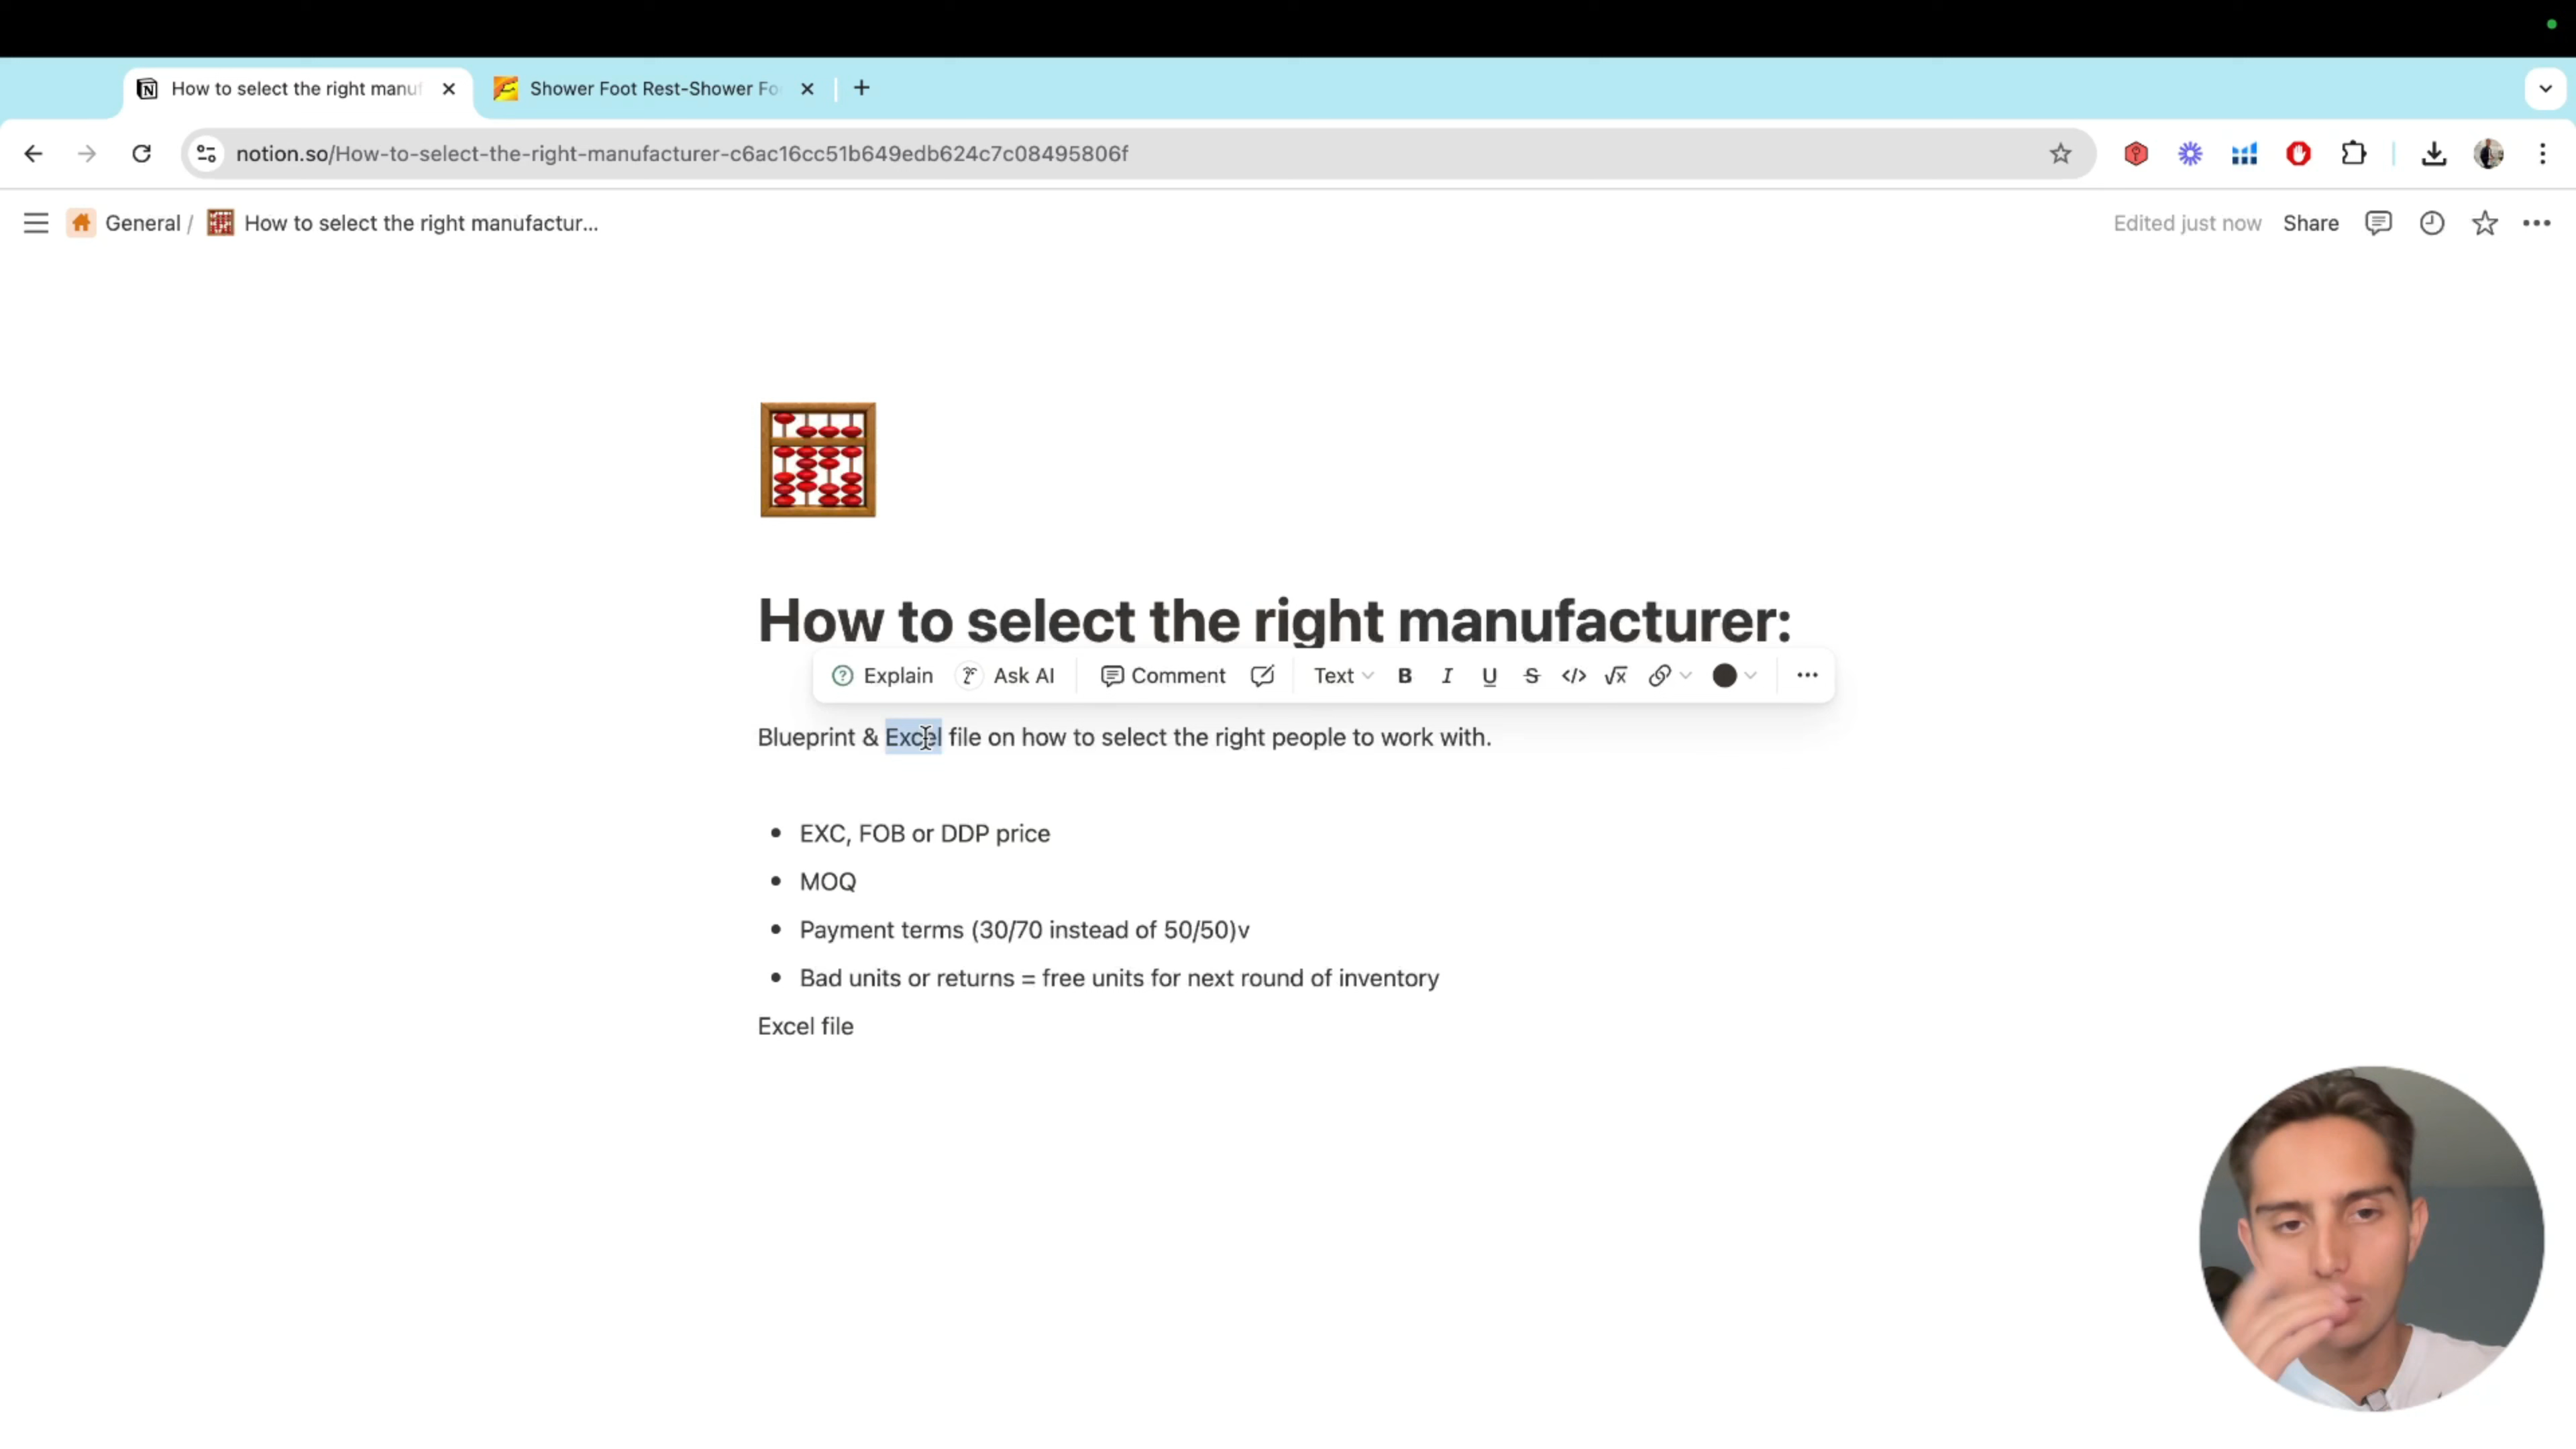 How to select the right manuf
Shower Foot Rest-Shower Fo
notion.so/How-to-select-the-right-manufacturer-c6ac16cc51b649edb624c7c08495806f
General / How to select the right manufactur...
Edited just now Share
How to select the right manufacturer:
Explain Ask AI Comment Text B I U S </> √x
Blueprint & Excel file on how to select the right people to work with.
• EXC, FOB or DDP price
• MOQ
• Payment terms (30/70 instead of 50/50)v
• Bad units or returns = free units for next round of inventory
Excel file